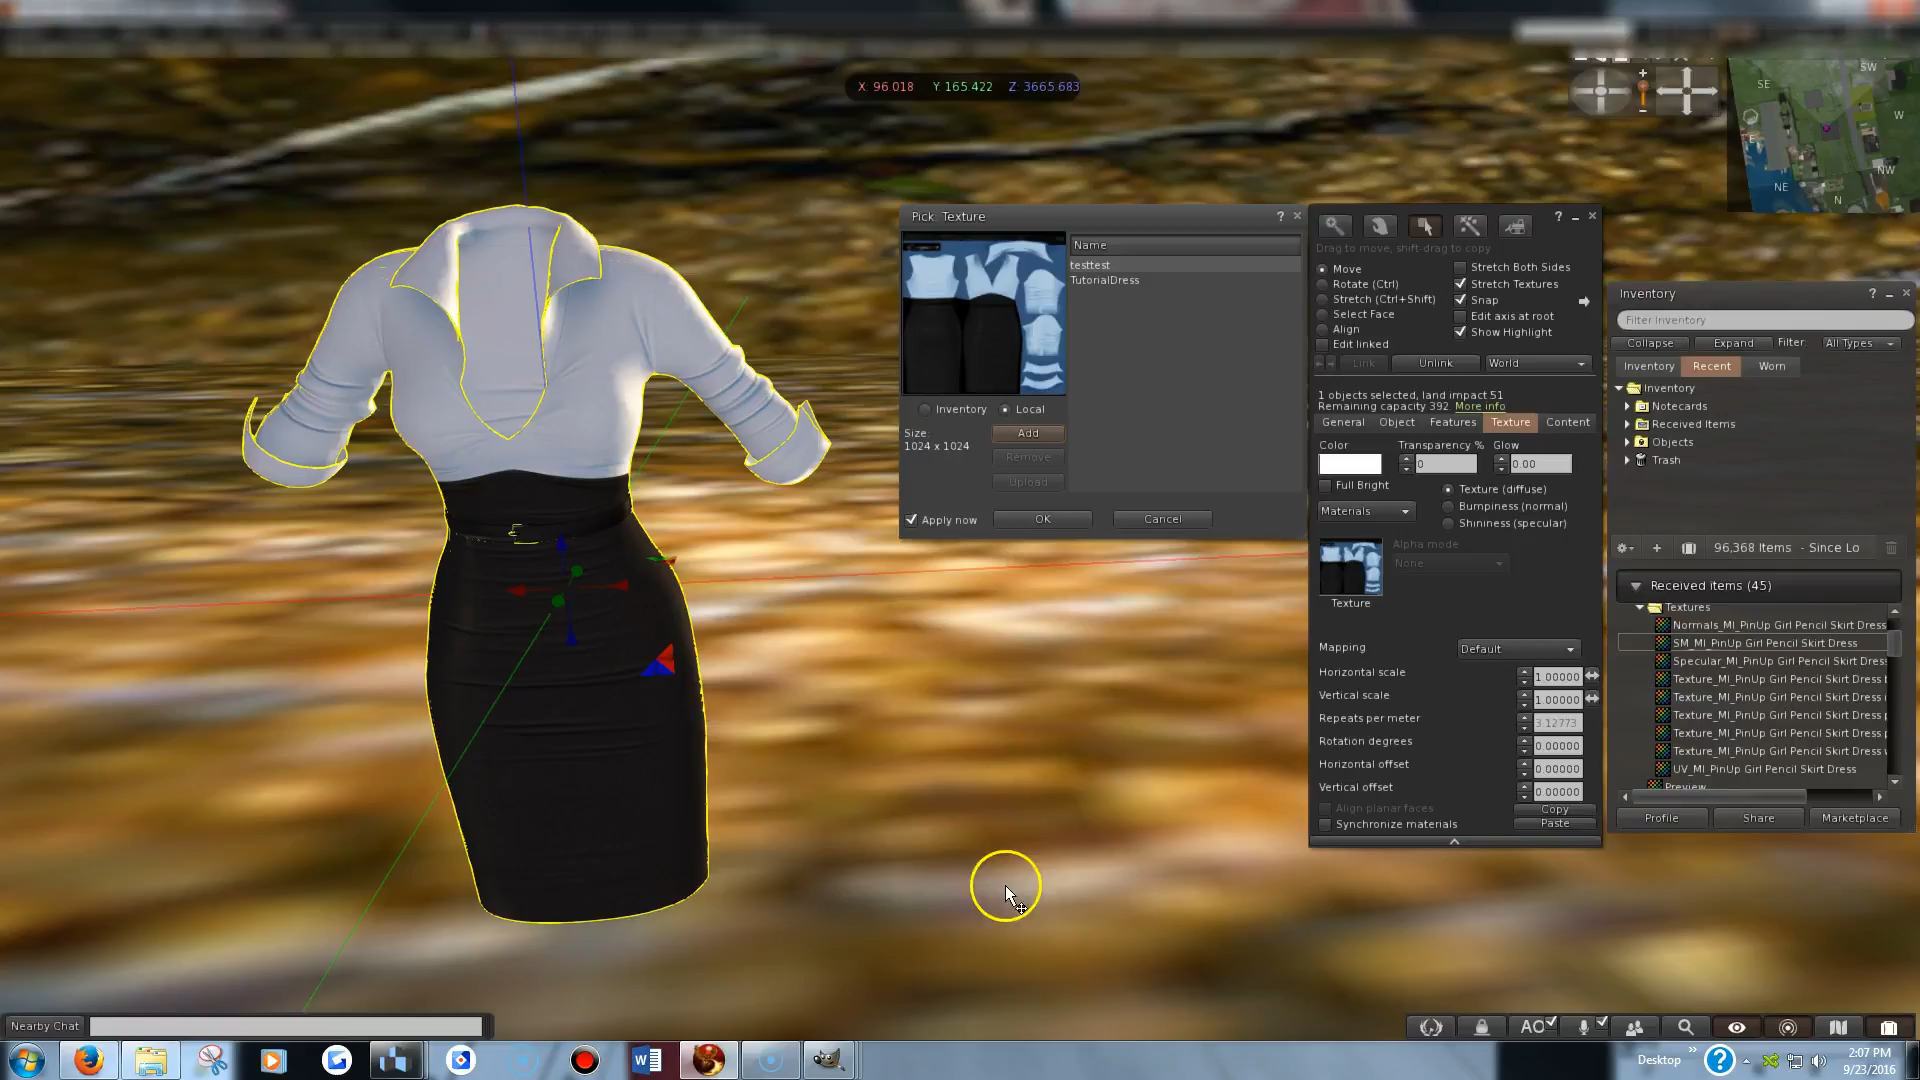 X: 96.018 Y: 165.422 Z: 3665.683
SE
SW
W
E
NW
NE
N
Pick: Texture
?
Name
testtest
TutorialDress
Inventory
Local
Size:
1024 x 1024
Add
Remove
Upload
Apply now
OK
Cancel
?
Drag to move, shift-drag to copy
Move
Rotate (Ctrl)
Stretch (Ctrl+Shift)
Select Face
Align
Edit linked
Stretch Both Sides
Stretch Textures
Snap
Edit axis at root
Show Highlight
Link
Unlink
World
1 objects selected, land impact 51
Remaining capacity 392 More info
General
Object
Features
Texture
Content
Color
Transparency %
Glow
0
0.00
Full Bright
Materials
Texture (diffuse)
Bumpiness (normal)
Shininess (specular)
Alpha mode
None
Texture
Mapping
Default
Horizontal scale
1.00000
Vertical scale
1.00000
Repeats per meter
3.12773
Rotation degrees
0.00000
Horizontal offset
0.00000
Vertical offset
0.00000
Align planar faces
Copy
Synchronize materials
Paste
Inventory
?
Filter Inventory
Collapse
Expand
Filter:
All Types
Inventory
Recent
Worn
Inventory
Notecards
Received Items
Objects
Trash
96,368 Items - Since Lo
Received items (45)
Textures
Normals_MI_PinUp Girl Pencil Skirt Dress
SM_MI_PinUp Girl Pencil Skirt Dress
Specular_MI_PinUp Girl Pencil Skirt Dress
Texture_MI_PinUp Girl Pencil Skirt Dress
Texture_MI_PinUp Girl Pencil Skirt Dress
Texture_MI_PinUp Girl Pencil Skirt Dress
Texture_MI_PinUp Girl Pencil Skirt Dress
Texture_MI_PinUp Girl Pencil Skirt Dress
UV_MI_PinUp Girl Pencil Skirt Dress
Preview
Profile
Share
Marketplace
Nearby Chat
AO
Desktop
2:07 PM
9/23/2016